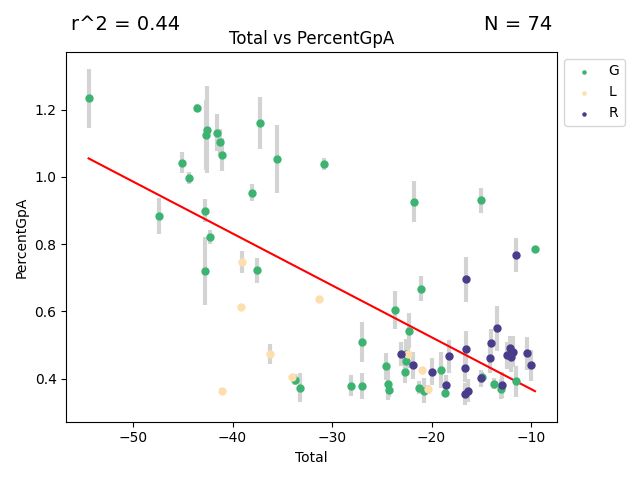 r^2 = 0.44
N = 74
Total vs PercentGpA
G
L
R
1.2
1.0
0.8
0.6
0.4
PercentGpA
−50
−40
−30
−20
−10
Total